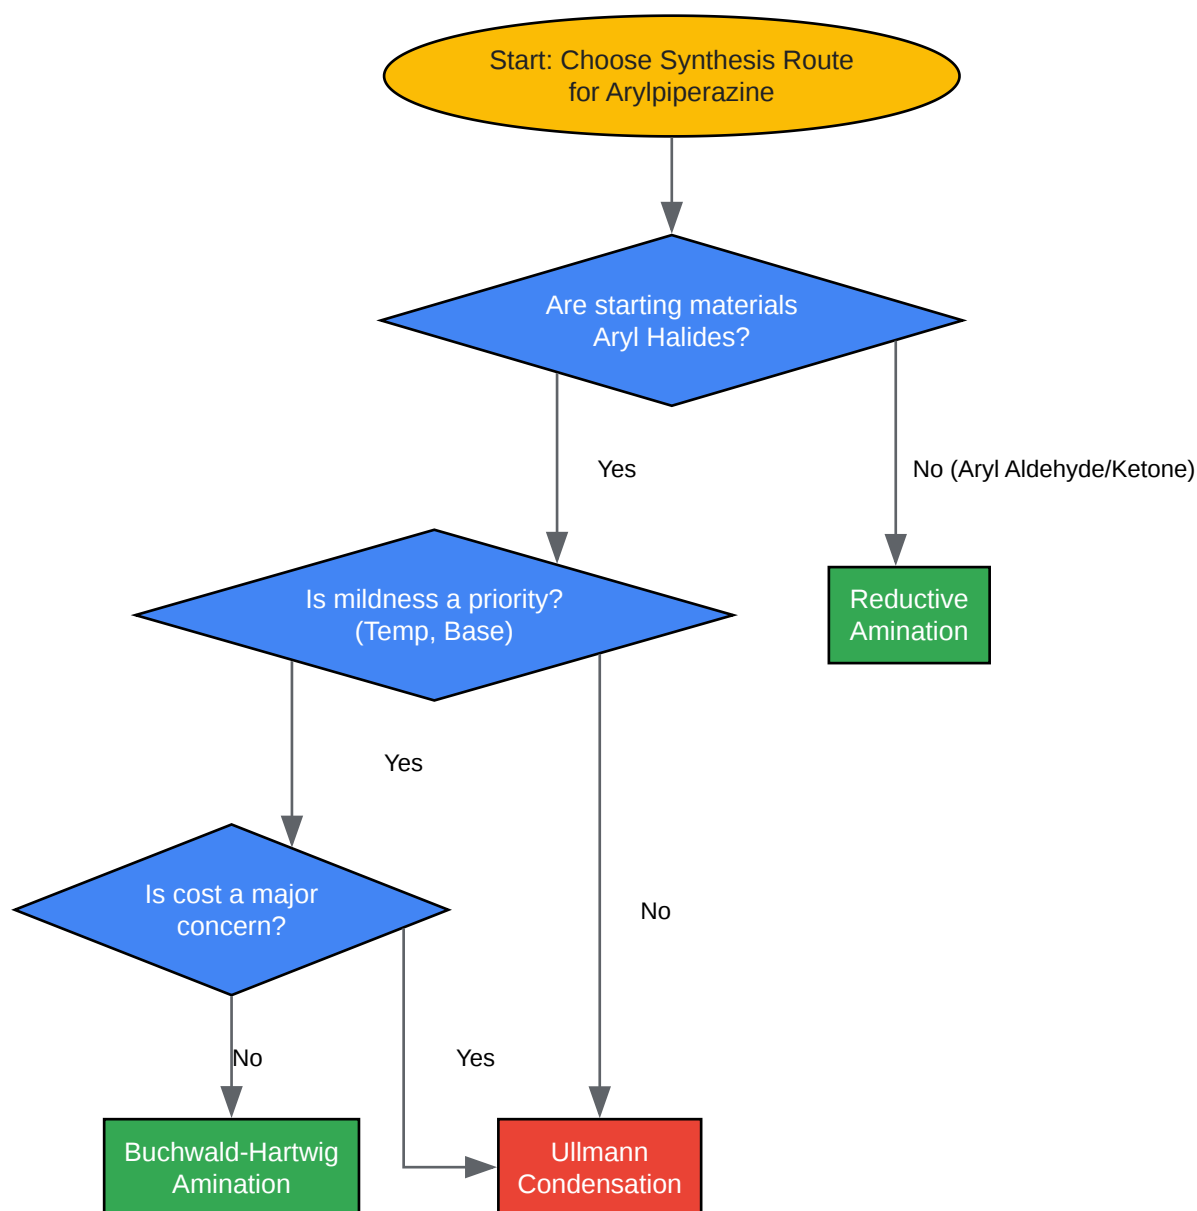 Start: Choose Synthesis Route
for Arylpiperazine
Are starting materials
Aryl Halides?
Yes
No (Aryl Aldehyde/Ketone)
Is mildness a priority?
(Temp, Base)
Reductive
Amination
Yes
Is cost a major
concern?
No
No
Yes
Buchwald-Hartwig
Amination
Ullmann
Condensation